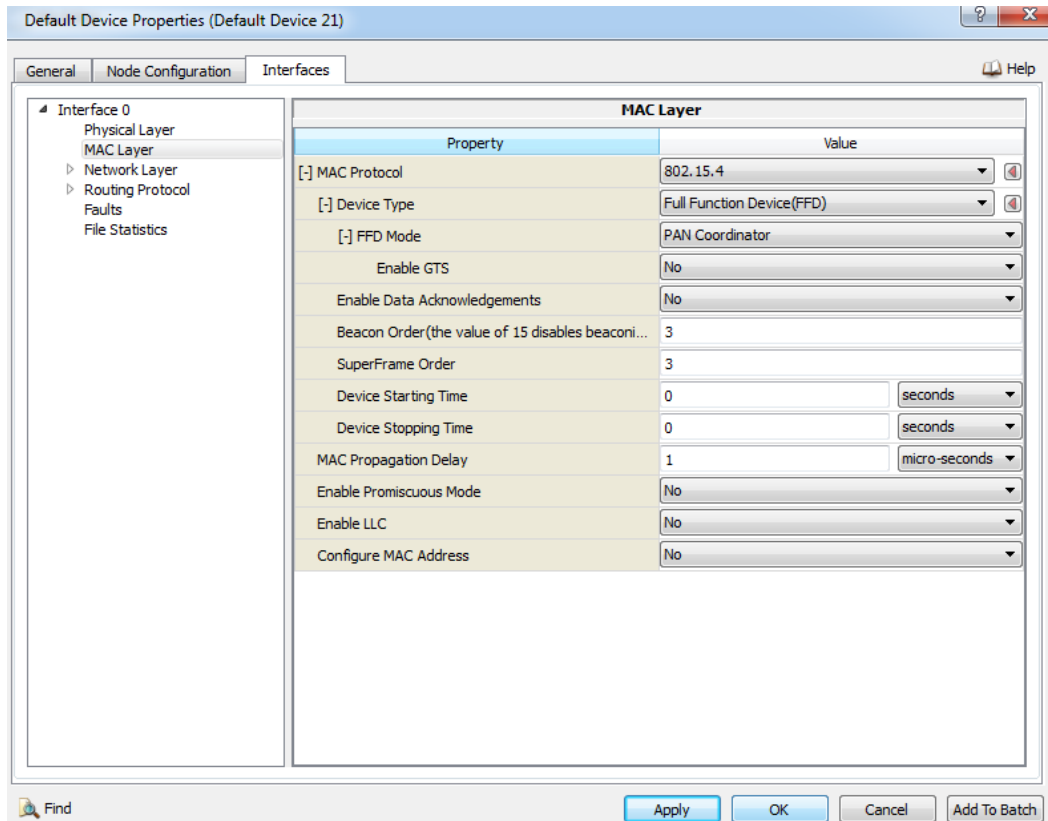 Default Device Properties (Default Device 21)
General Node Configuration Interfaces Help
Interface 0
Physical Layer
MAC Layer
Network Layer
Routing Protocol
Faults
File Statistics
MAC Layer
Property Value
[-] MAC Protocol 802.15.4
[-] Device Type Full Function Device(FFD)
[-] FFD Mode PAN Coordinator
Enable GTS No
Enable Data Acknowledgements No
Beacon Order(the value of 15 disables beaconi... 3
SuperFrame Order 3
Device Starting Time 0 seconds
Device Stopping Time 0 seconds
MAC Propagation Delay 1 micro-seconds
Enable Promiscuous Mode No
Enable LLC No
Configure MAC Address No
Find Apply OK Cancel Add To Batch